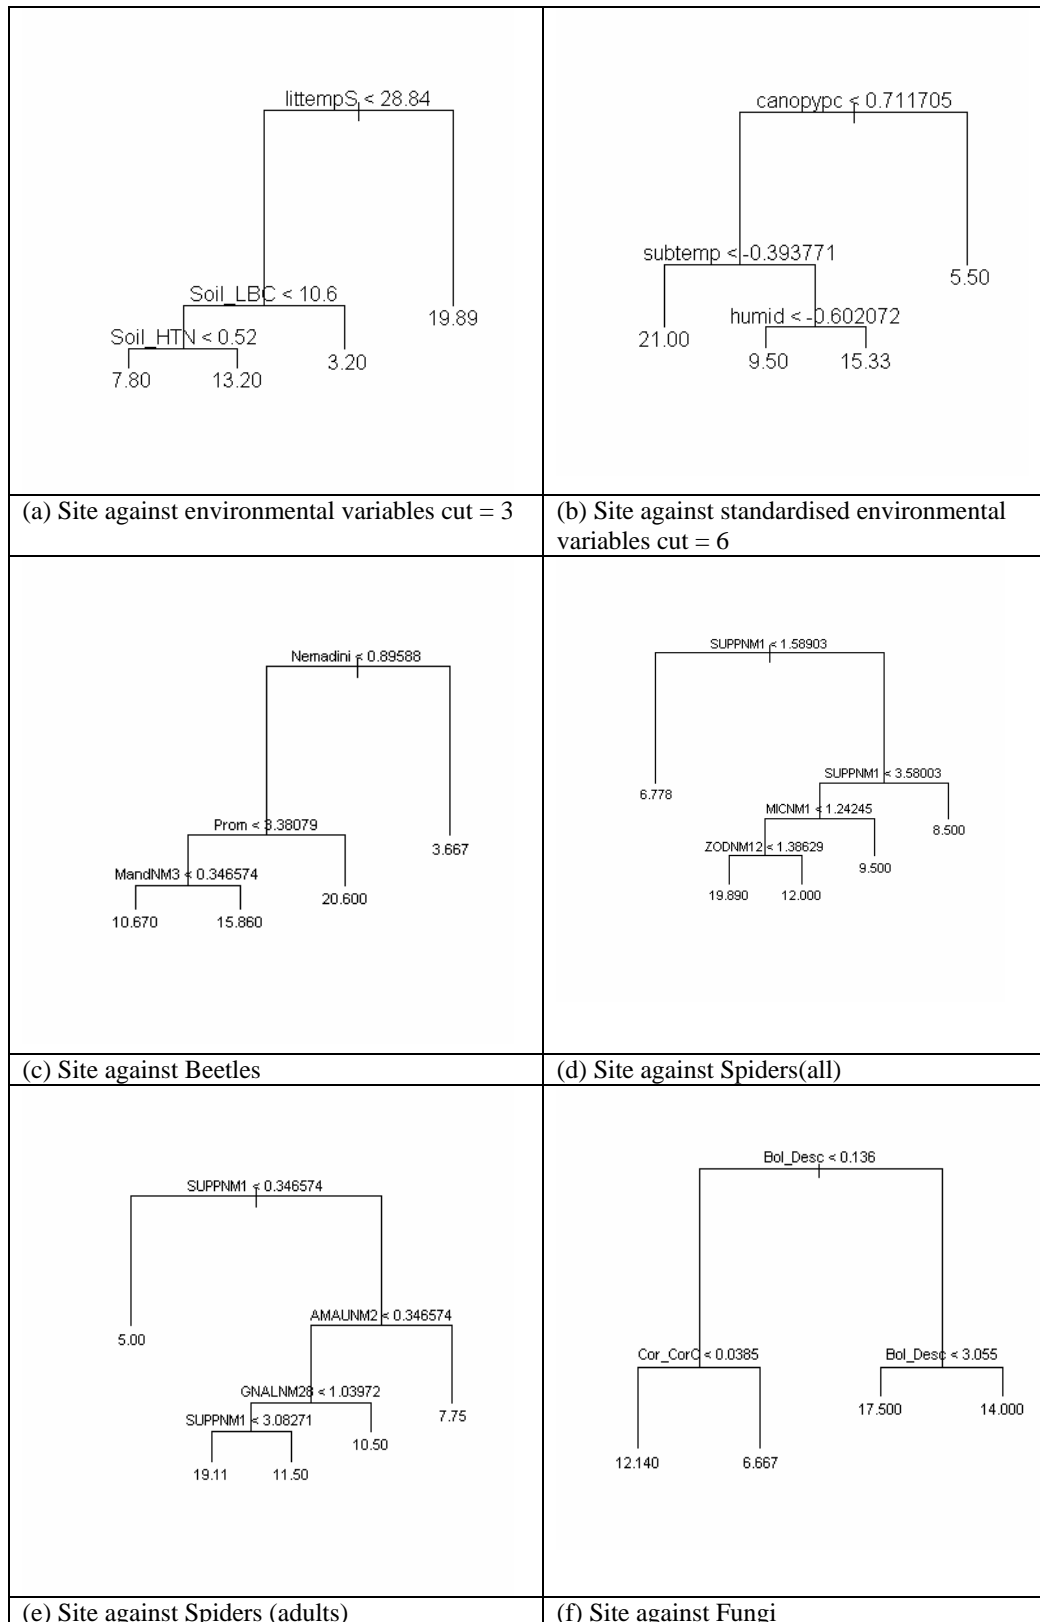 littempS < 28.84
Soil_LBC < 10.6
19.89
Soil_HTN < 0.52
3.20
7.80 13.20
(a) Site against environmental variables cut = 3
canopypc < 0.711705
subtemp < -0.393771
5.50
humid < -0.602072
21.00
9.50 15.33
(b) Site against standardised environmental
variables cut = 6
Nemadini < 0.89588
Prom < 3.38079
3.667
MandNM3 < 0.346574
20.600
10.670 15.860
(c) Site against Beetles
SUPPNM1 < 1.58903
SUPPNM1 < 3.58003
6.778
MICNM1 < 1.24245
8.500
ZODNM12 < 1.38629
9.500
19.890 12.000
(d) Site against Spiders(all)
SUPPNM1 < 0.346574
AMAUNM2 < 0.346574
5.00
GNALNM28 < 1.03972
7.75
SUPPNM1 < 3.08271
10.50
19.11 11.50
(e) Site against Spiders (adults)
Bol_Desc < 0.136
Cor_CorC < 0.0385 Bol_Desc < 3.055
17.500 14.000
12.140 6.667
(f) Site against Fungi